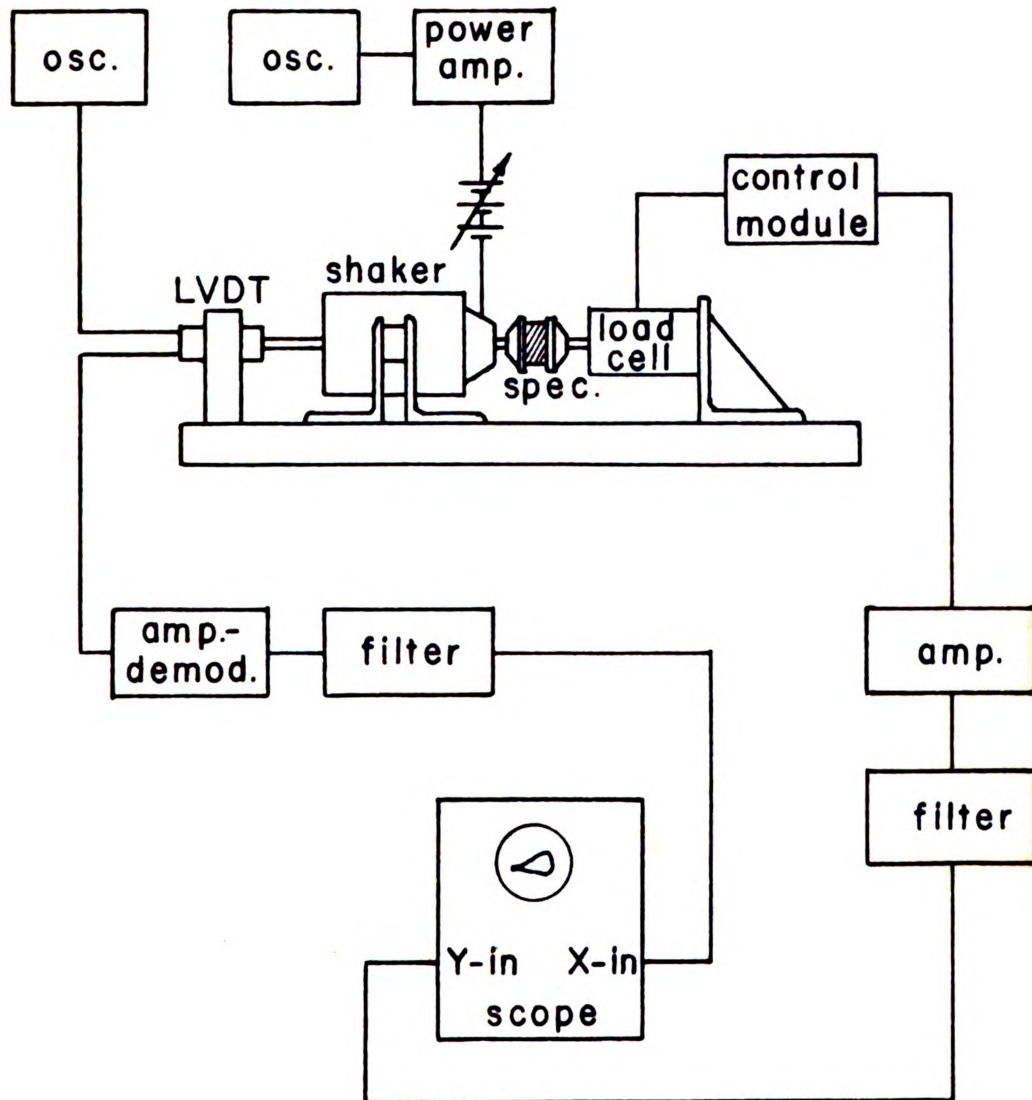 osc.
osc.
power
amp.
control
module
shaker
LVDT
load
cell
spec.
amp.-
demod.
filter
amp.
filter
Y-in X-in
scope